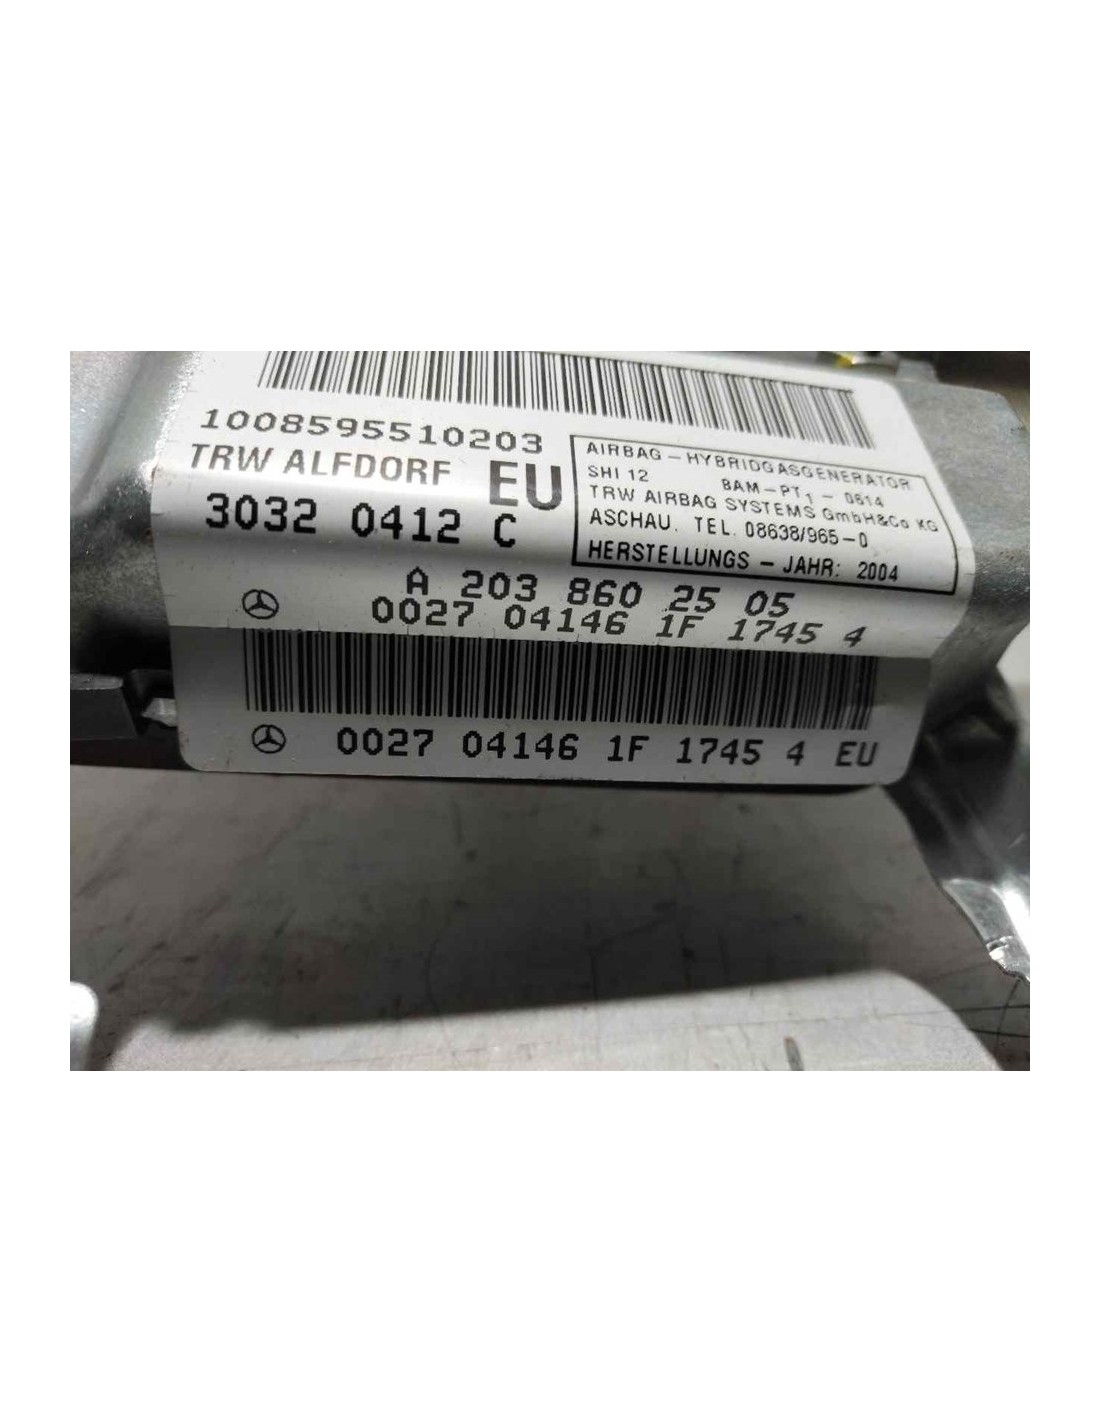 1008595510203
TRW ALFDORF EU
3032 0412 C
AIRBAG – HYBRIDGASGENERATOR
SHI 12 BAM – PT1 – 0614
TRW AIRBAG SYSTEMS GmbH&Co KG
ASCHAU. TEL. 08638/965-0
HERSTELLUNGS – JAHR: 2004
A 203 860 25 05
0027 04146 1F 1745 4
0027 04146 1F 1745 4 EU